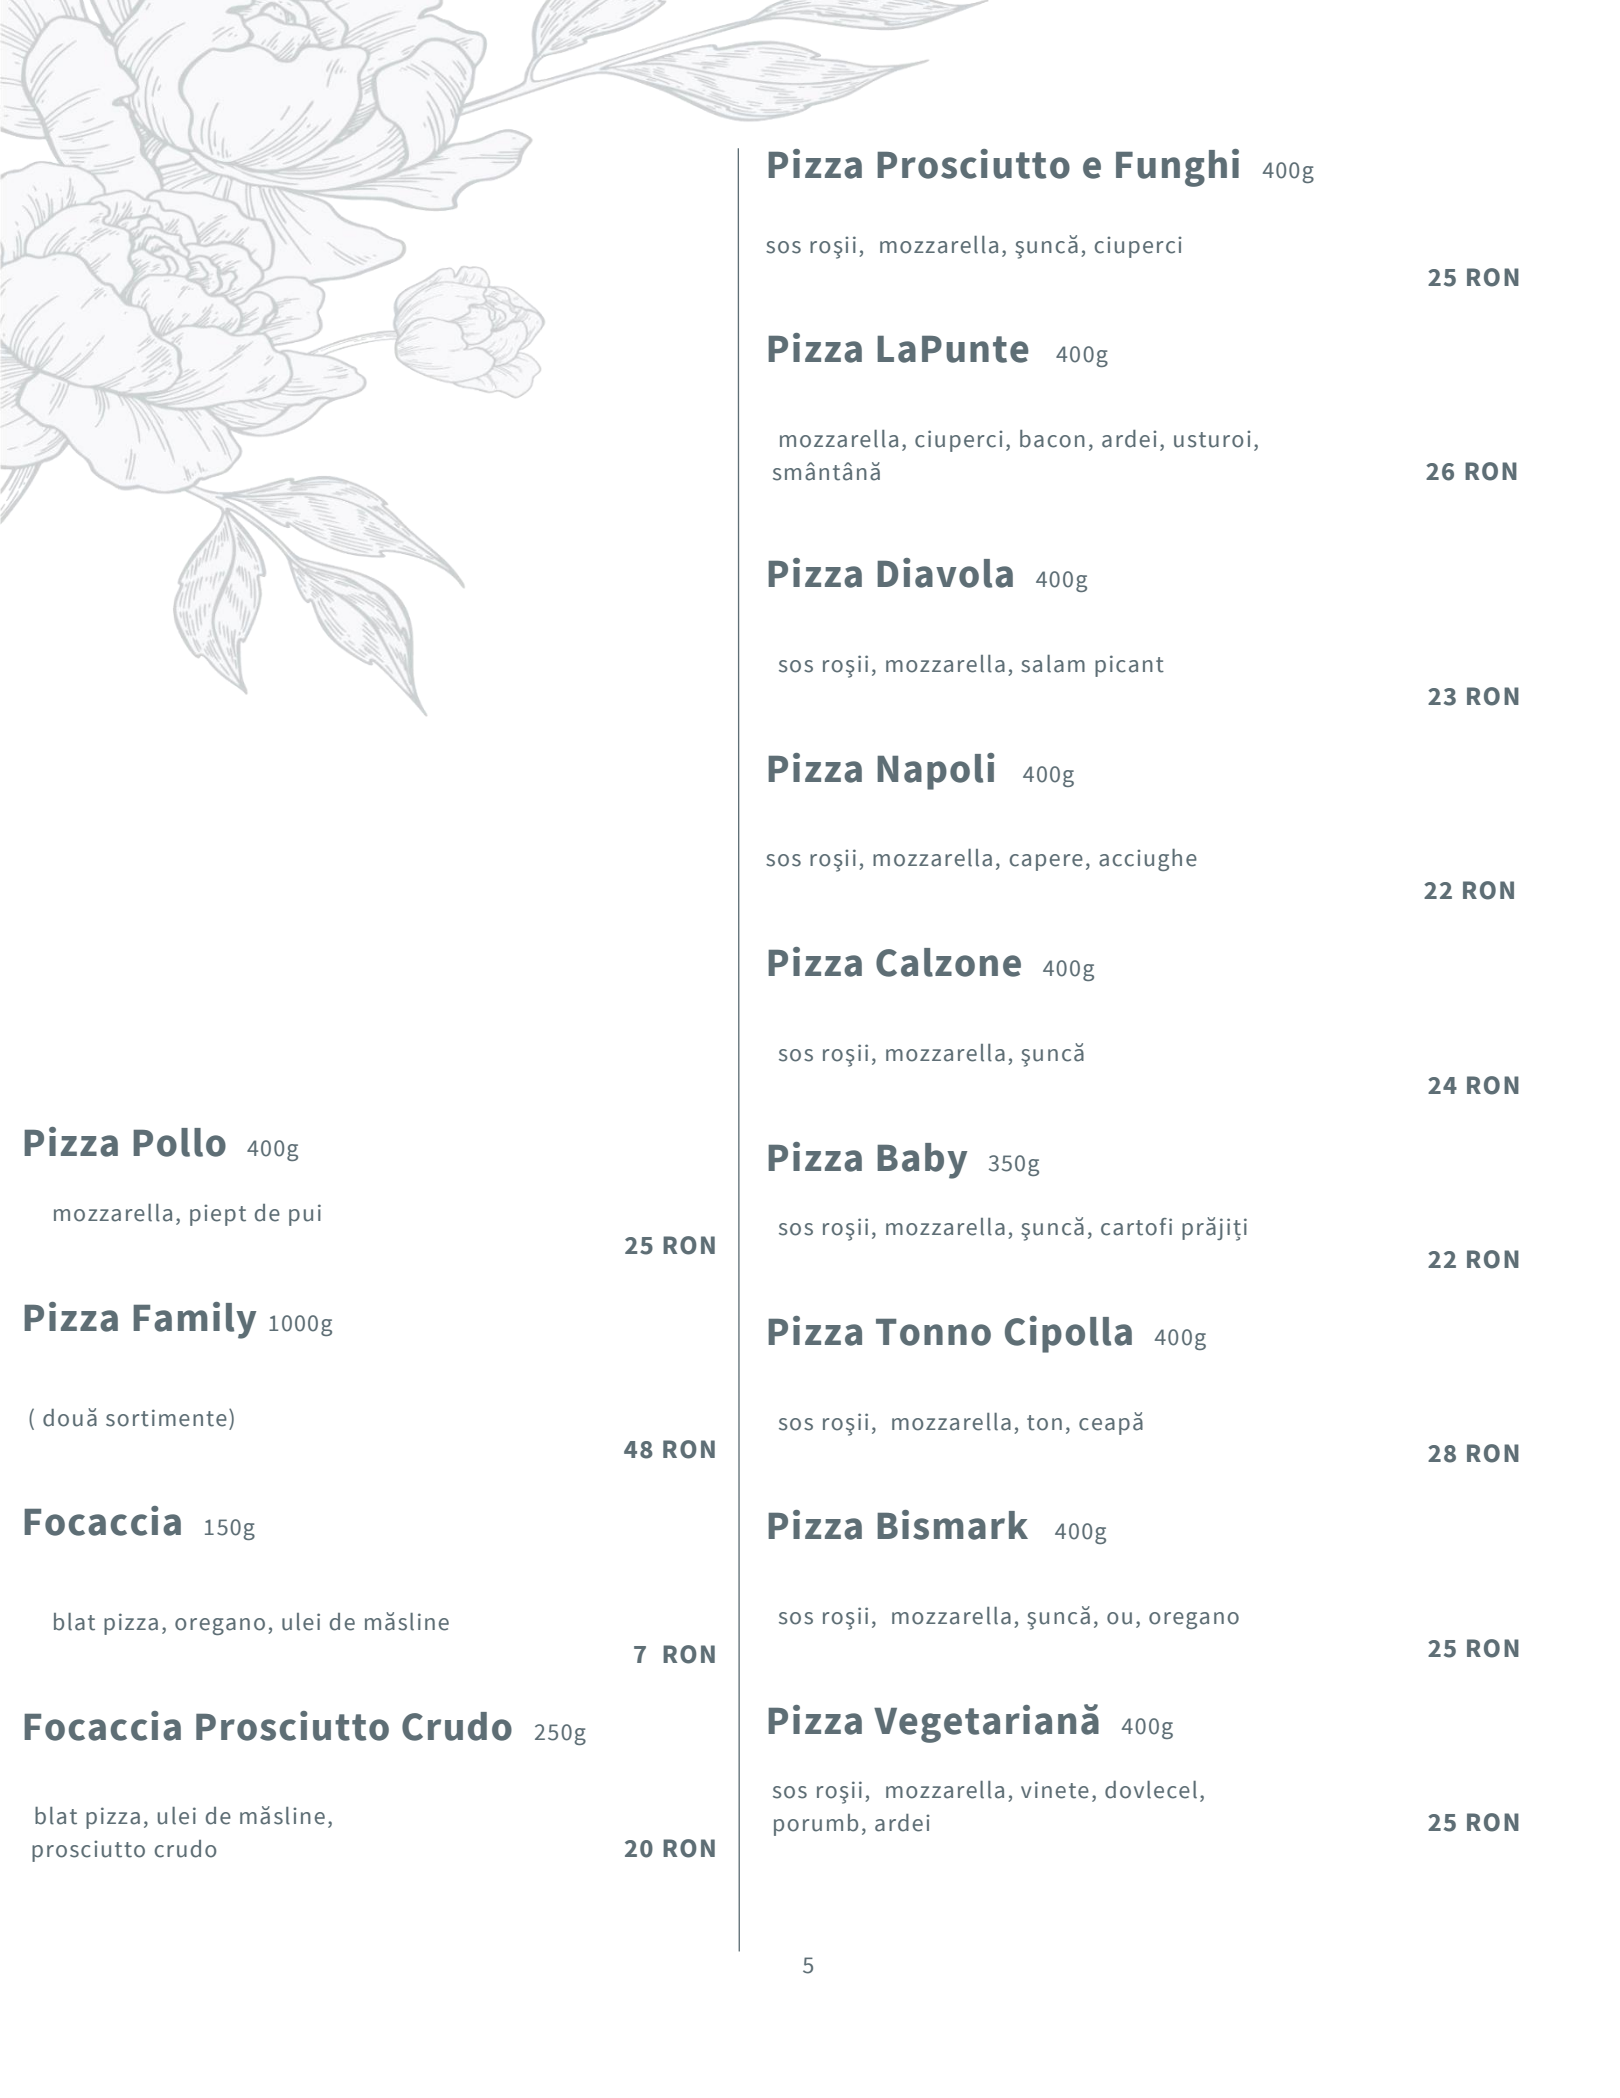 Pizza Pollo 400g
mozzarella, piept de pui
25 RON
Pizza Family 1000g
( două sortimente)
48 RON
Focaccia 150g
blat pizza, oregano, ulei de măsline
7 RON
Focaccia Prosciutto Crudo 250g
blat pizza, ulei de măsline,
prosciutto crudo
20 RON
Pizza Prosciutto e Funghi 400g
sos roşii, mozzarella, şuncă, ciuperci
25 RON
Pizza LaPunte 400g
mozzarella, ciuperci, bacon, ardei, usturoi,
smântână
26 RON
Pizza Diavola 400g
sos roşii, mozzarella, salam picant
23 RON
Pizza Napoli 400g
sos roşii, mozzarella, capere, acciughe
22 RON
Pizza Calzone 400g
sos roşii, mozzarella, şuncă
24 RON
Pizza Baby 350g
sos roşii, mozzarella, şuncă, cartofi prăjiți
22 RON
Pizza Tonno Cipolla 400g
sos roşii, mozzarella, ton, ceapă
28 RON
Pizza Bismark 400g
sos roşii, mozzarella, şuncă, ou, oregano
25 RON
Pizza Vegetariană 400g
sos roşii, mozzarella, vinete, dovlecel,
porumb, ardei
25 RON
5